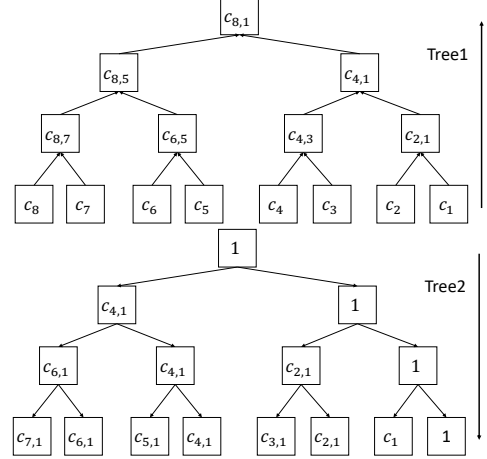 c8,1
Tree1
c8,5 c4,1
c8,7 c6,5 c4,3 c2,1
c8 c7 c6 c5 c4 c3 c2 c1
1
Tree2
c4,1 1
c6,1 c4,1 c2,1 1
c7,1 c6,1 c5,1 c4,1 c3,1 c2,1 c1 1